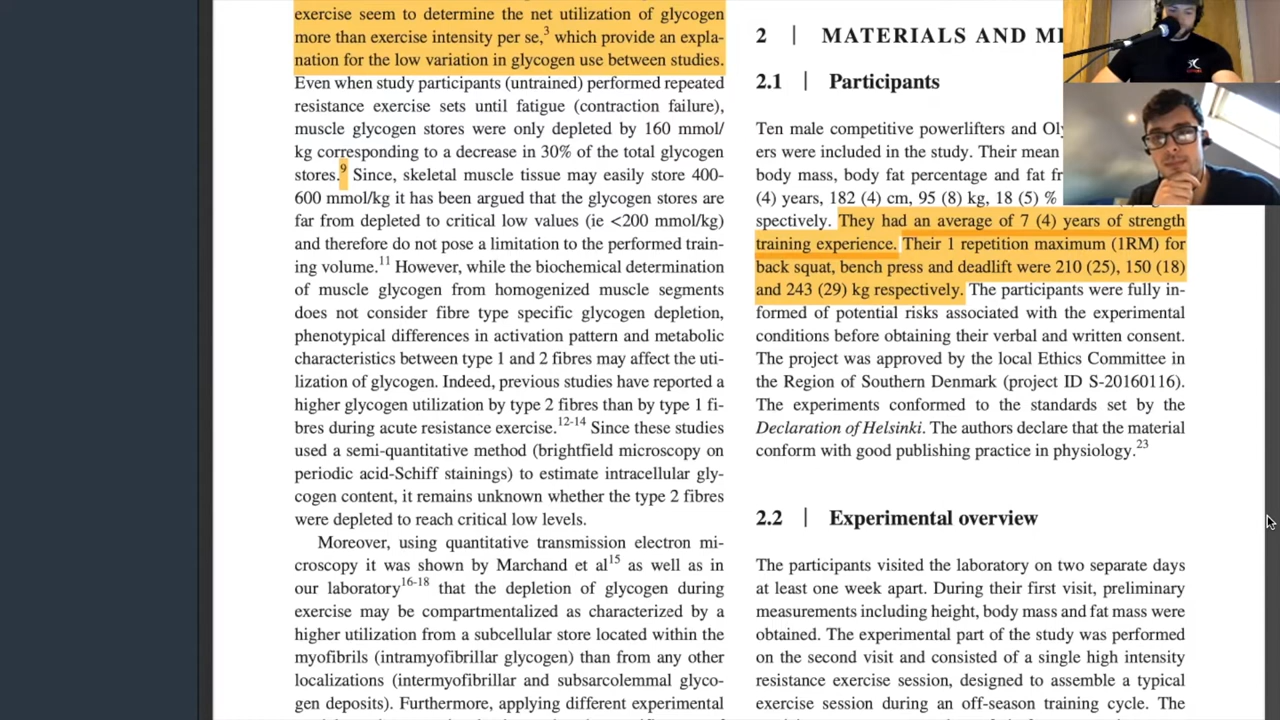 exercise seem to determine the net utilization of glycogen
more than exercise intensity per se,3 which provide an expla-
nation for the low variation in glycogen use between studies.
Even when study participants (untrained) performed repeated
resistance exercise sets until fatigue (contraction failure),
muscle glycogen stores were only depleted by 160 mmol/
kg corresponding to a decrease in 30% of the total glycogen
stores.9 Since, skeletal muscle tissue may easily store 400-
600 mmol/kg it has been argued that the glycogen stores are
far from depleted to critical low values (ie <200 mmol/kg)
and therefore do not pose a limitation to the performed train-
ing volume.11 However, while the biochemical determination
of muscle glycogen from homogenized muscle segments
does not consider fibre type specific glycogen depletion,
phenotypical differences in activation pattern and metabolic
characteristics between type 1 and 2 fibres may affect the uti-
lization of glycogen. Indeed, previous studies have reported a
higher glycogen utilization by type 2 fibres than by type 1 fi-
bres during acute resistance exercise.12-14 Since these studies
used a semi-quantitative method (brightfield microscopy on
periodic acid-Schiff stainings) to estimate intracellular gly-
cogen content, it remains unknown whether the type 2 fibres
were depleted to reach critical low levels.
Moreover, using quantitative transmission electron mi-
croscopy it was shown by Marchand et al15 as well as in
our laboratory16-18 that the depletion of glycogen during
exercise may be compartmentalized as characterized by a
higher utilization from a subcellular store located within the
myofibrils (intramyofibrillar glycogen) than from any other
localizations (intermyofibrillar and subsarcolemmal glyco-
gen deposits). Furthermore, applying different experimental
2 | MATERIALS AND
2.1 | Participants
Ten male competitive powerlifters and
ers were included in the study. Their mean
body mass, body fat percentage and fat
(4) years, 182 (4) cm, 95 (8) kg, 18 (5) %
spectively. They had an average of 7 (4) years of strength
training experience. Their 1 repetition maximum (1RM) for
back squat, bench press and deadlift were 210 (25), 150 (18)
and 243 (29) kg respectively. The participants were fully in-
formed of potential risks associated with the experimental
conditions before obtaining their verbal and written consent.
The project was approved by the local Ethics Committee in
the Region of Southern Denmark (project ID S-20160116).
The experiments conformed to the standards set by the
Declaration of Helsinki. The authors declare that the material
conform with good publishing practice in physiology.23
2.2 | Experimental overview
The participants visited the laboratory on two separate days
at least one week apart. During their first visit, preliminary
measurements including height, body mass and fat mass were
obtained. The experimental part of the study was performed
on the second visit and consisted of a single high intensity
resistance exercise session, designed to assemble a typical
exercise session during an off-season training cycle. The